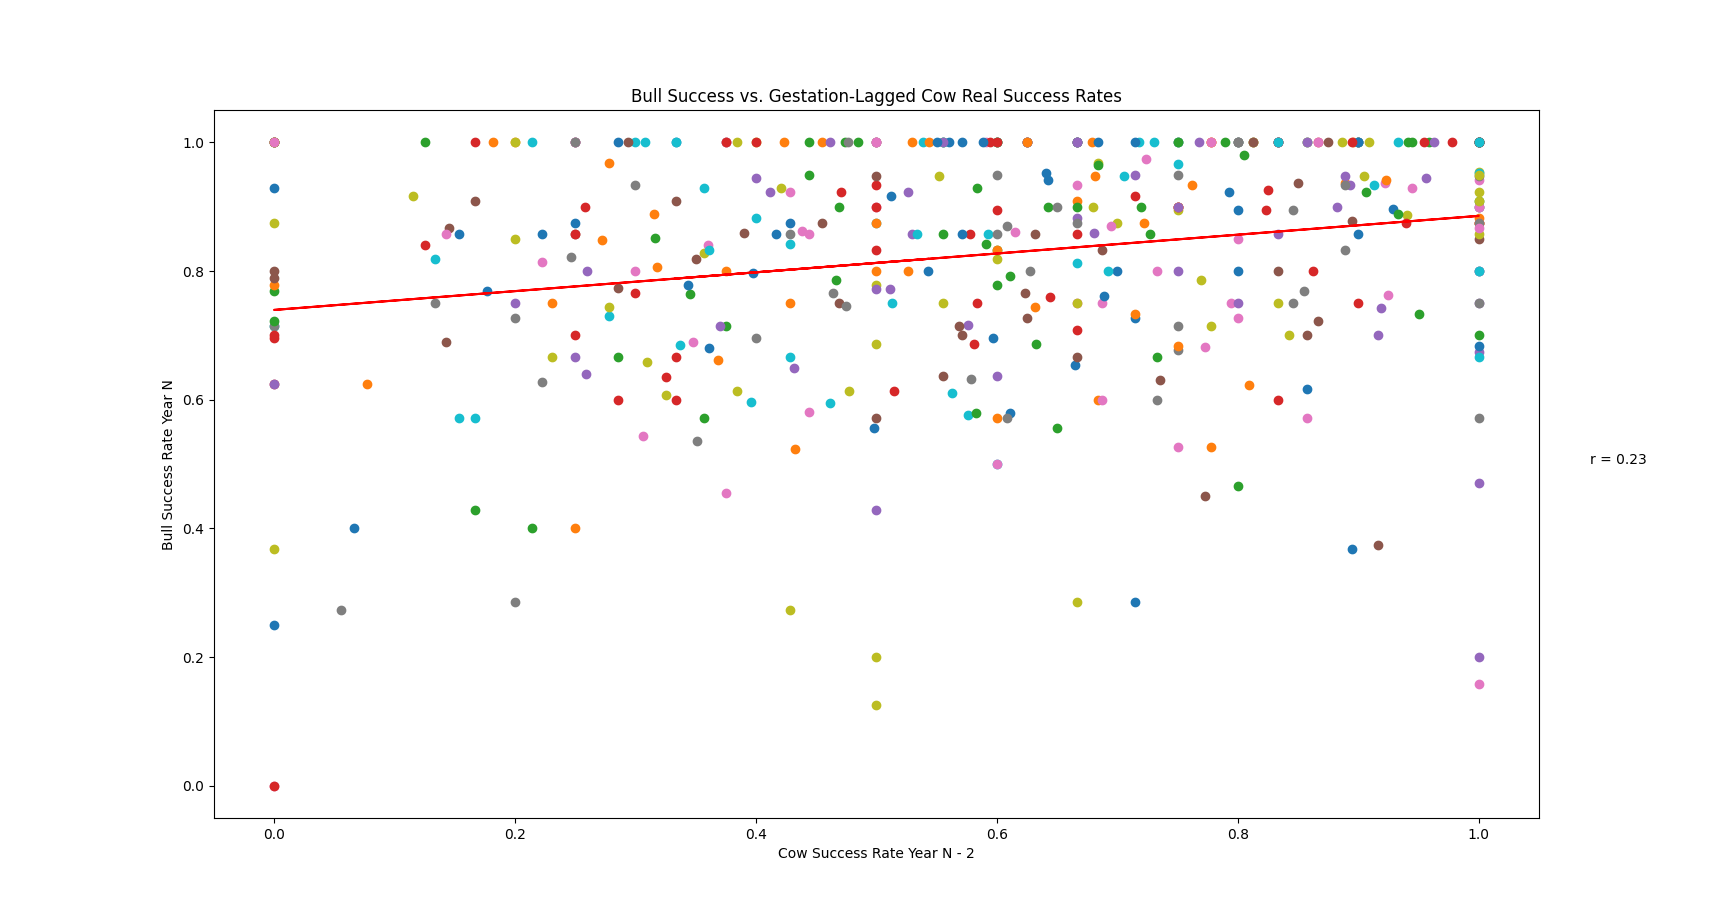 Bull Success vs. Gestation-Lagged Cow Real Success Rates
1.0
0.8
0.6
0.4
0.2
0.0
Bull Success Rate Year N
r = 0.23
0.0 0.2 0.4 0.6 0.8 1.0
Cow Success Rate Year N - 2